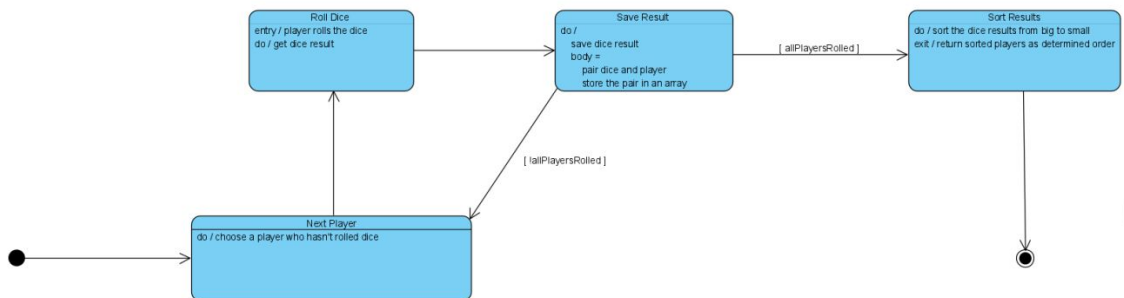 Roll Dice
entry / player rolls the dice
do / get dice result
Save Result
do /
save dice result
body =
pair dice and player
store the pair in an array
[ allPlayersRolled ]
Sort Results
do / sort the dice results from big to small
exit / return sorted players as determined order
[ !allPlayersRolled ]
Next Player
do / choose a player who hasn't rolled dice